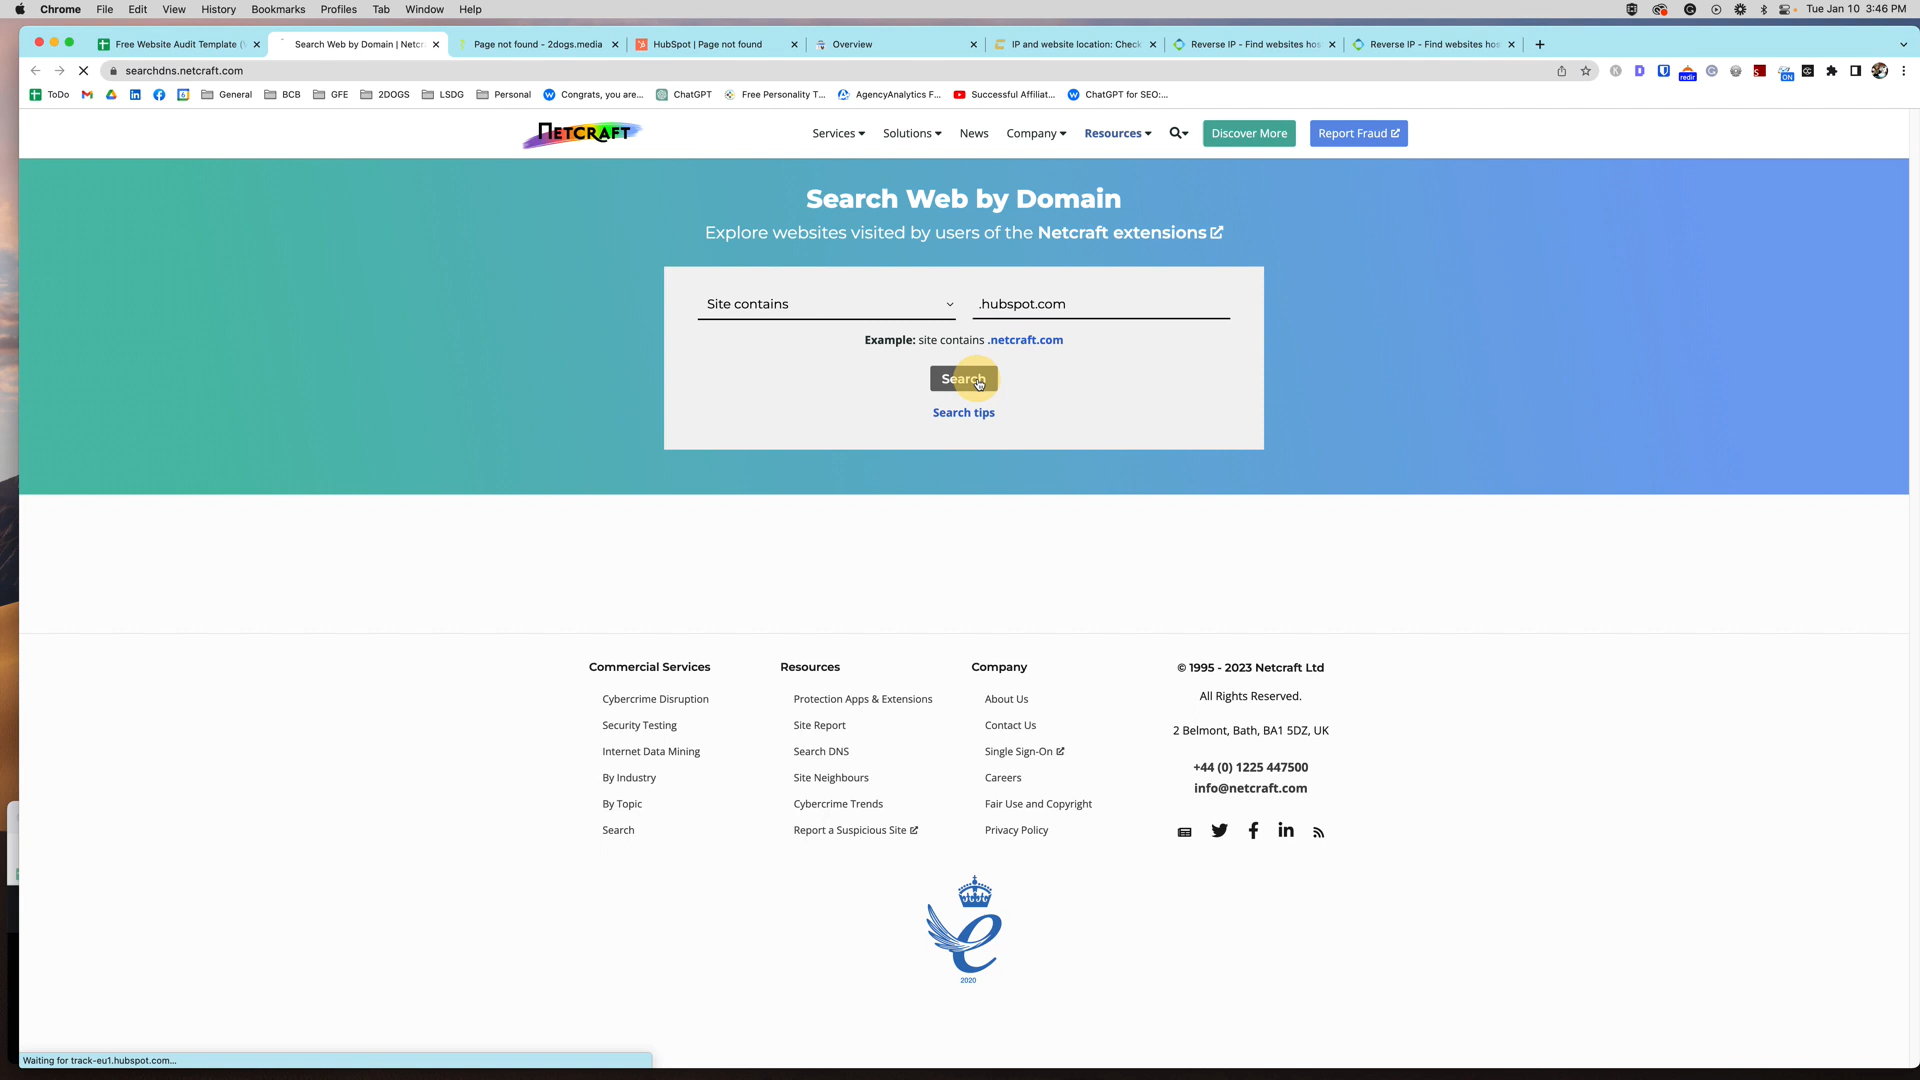 Chrome File Edit View History Bookmarks Profiles Tab Window Help Tue Jan 10 3:46 PM
Free Website Audit Template ( Search Web by Domain | Netc Page not found - 2dogs.media HubSpot | Page not found Overview IP and website location: Check Reverse IP - Find websites hos Reverse IP - Find websites hos
searchdns.netcraft.com
ToDo General BCB GFE 2DOGS LSDG Personal Congrats, you are... ChatGPT Free Personality T... AgencyAnalytics F... Successful Affiliat... ChatGPT for SEO:...
NETCRAFT Services Solutions News Company Resources Discover More Report Fraud
Search Web by Domain
Explore websites visited by users of the Netcraft extensions
Site contains .hubspot.com
Example: site contains .netcraft.com
Search
Search tips
Commercial Services Resources Company © 1995 - 2023 Netcraft Ltd
Cybercrime Disruption Protection Apps & Extensions About Us All Rights Reserved.
Security Testing Site Report Contact Us 2 Belmont, Bath, BA1 5DZ, UK
Internet Data Mining Search DNS Single Sign-On +44 (0) 1225 447500
By Industry Site Neighbours Careers info@netcraft.com
By Topic Cybercrime Trends Fair Use and Copyright
Search Report a Suspicious Site Privacy Policy
2020
Waiting for track-eu1.hubspot.com...